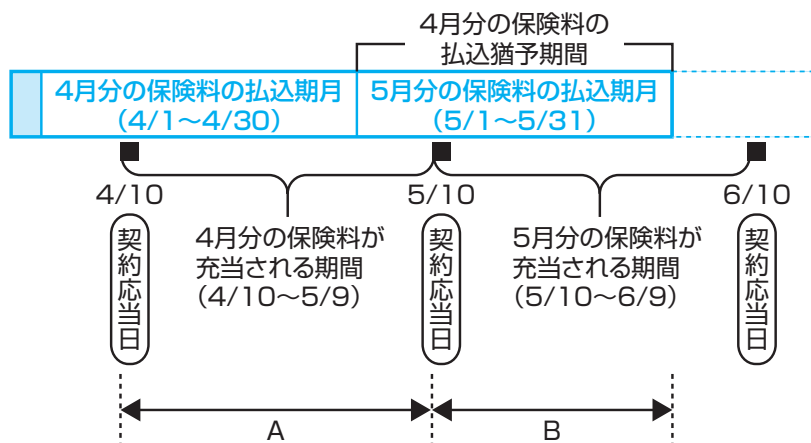 4月分の保険料の
払込猶予期間
4月分の保険料の払込期月
(4/1〜4/30)
5月分の保険料の払込期月
(5/1〜5/31)
4/10
5/10
6/10
契約応当日
4月分の保険料が
充当される期間
(4/10〜5/9)
契約応当日
5月分の保険料が
充当される期間
(5/10〜6/9)
契約応当日
A
B